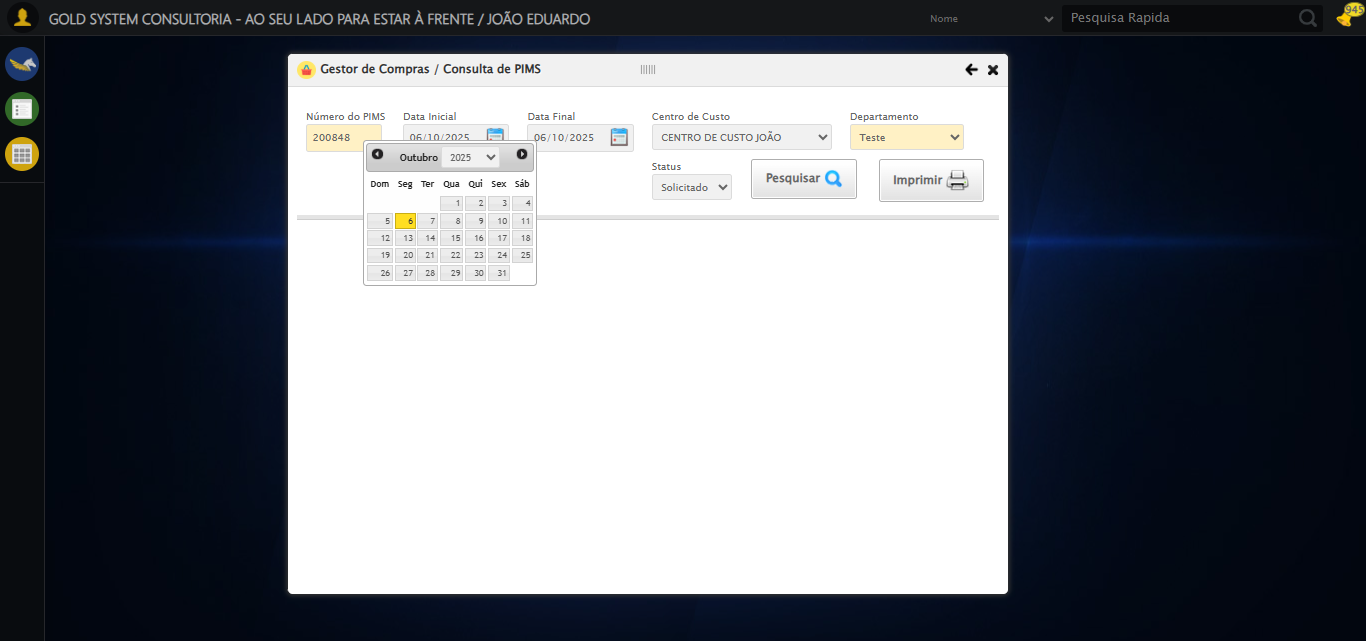 GOLD SYSTEM CONSULTORIA - AO SEU LADO PARA ESTAR À FRENTE / JOÃO EDUARDO
Nome
Pesquisa Rapida
945
Gestor de Compras / Consulta de PIMS
Número do PIMS
Data Inicial
Data Final
Centro de Custo
Departamento
200848
06/10/2025
06/10/2025
CENTRO DE CUSTO JOÃO
Teste
Status
Solicitado
Pesquisar
Imprimir
Outubro 2025
Dom Seg Ter Qua Qui Sex Sáb
1 2 3 4
5 6 7 8 9 10 11
12 13 14 15 16 17 18
19 20 21 22 23 24 25
26 27 28 29 30 31